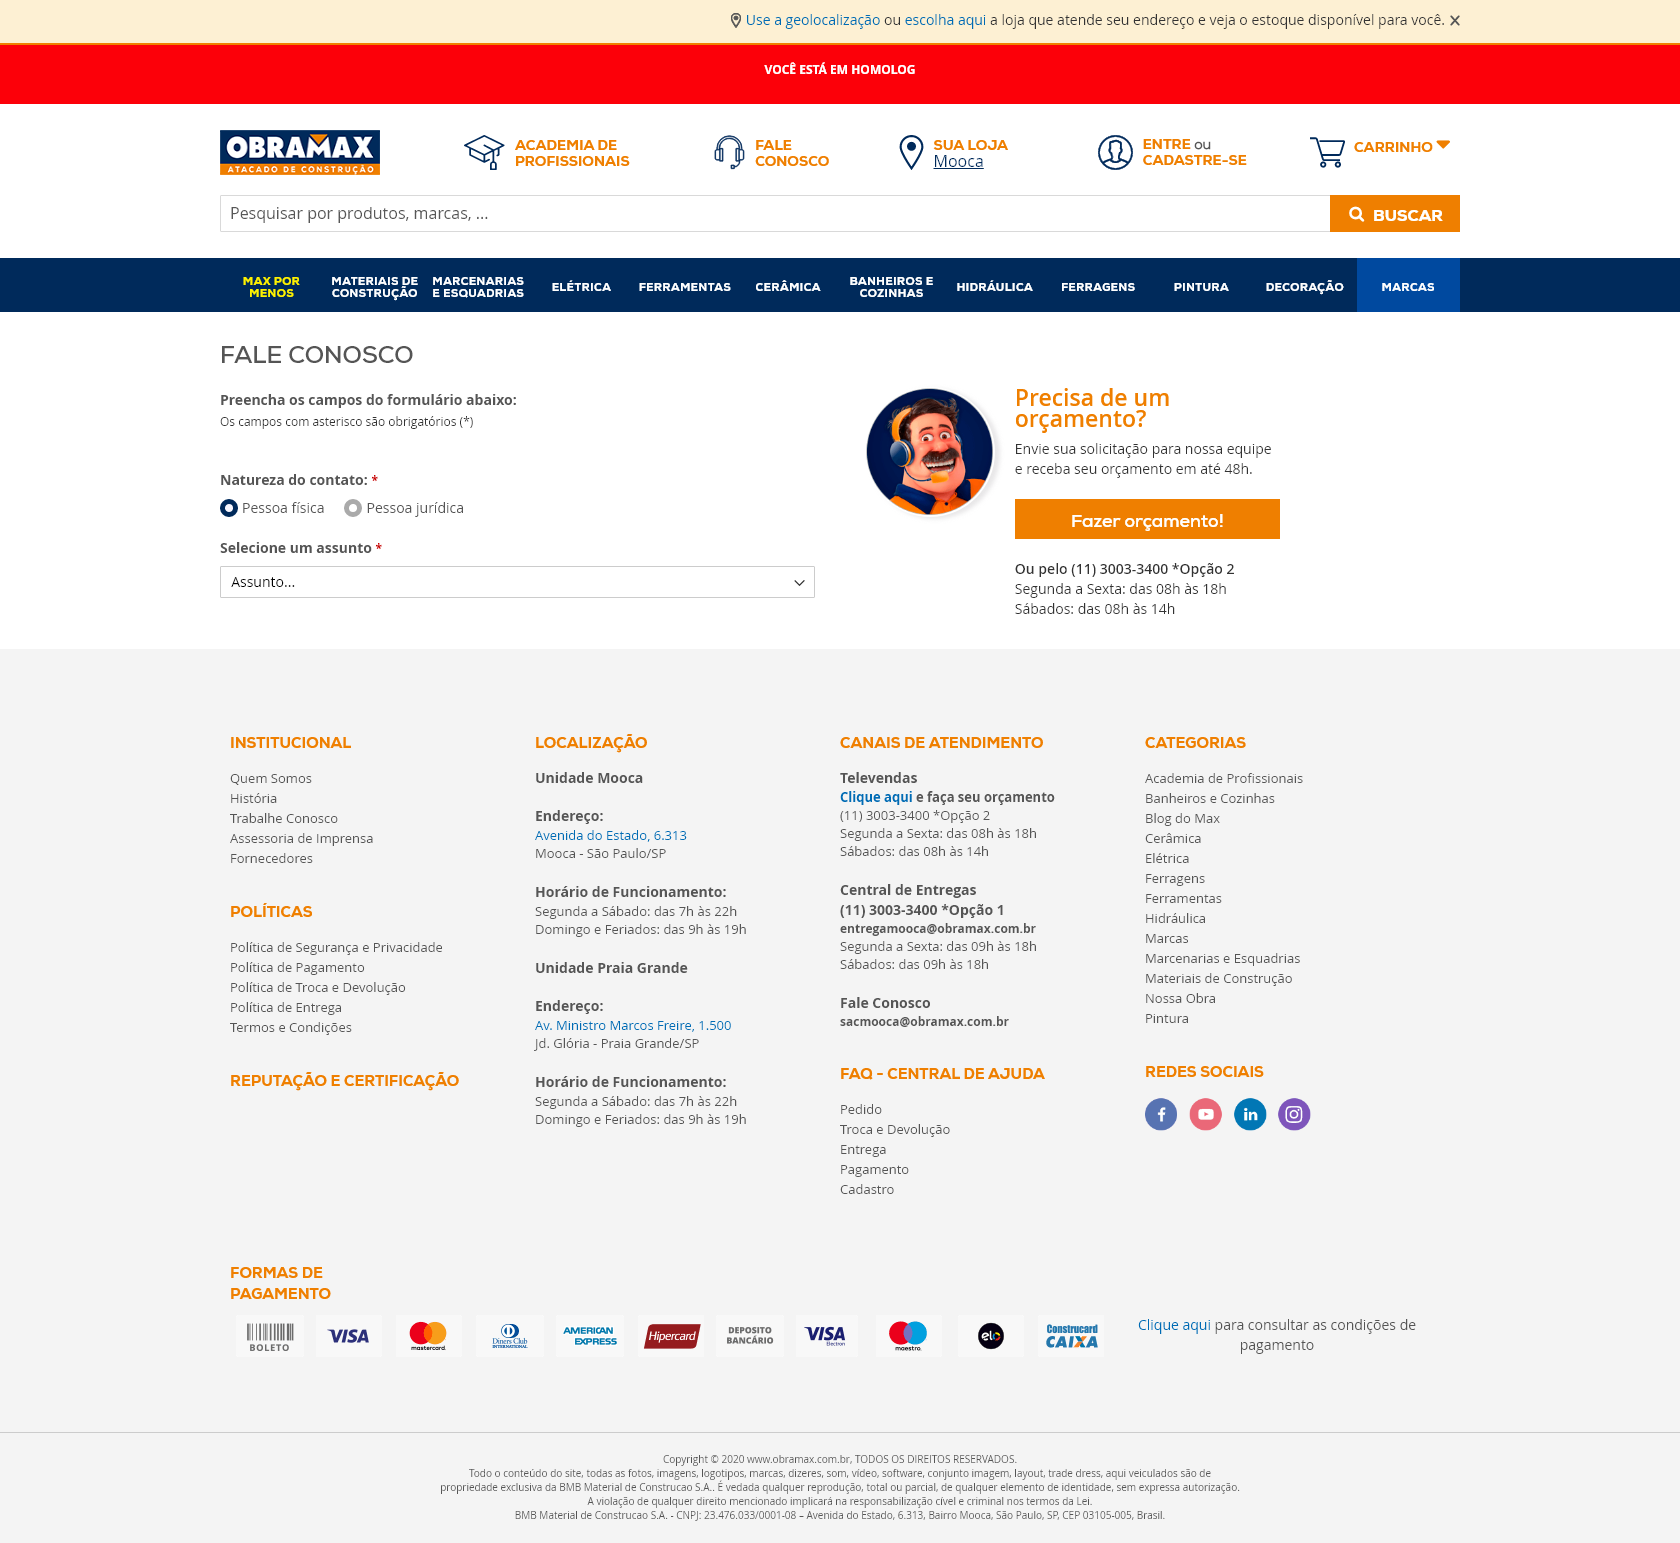 Use a geolocalização ou escolha aqui a loja que atende seu endereço e veja o estoque disponível para você.
VOCÊ ESTÁ EM HOMOLOG
OBRAMAX
ATACADO DE CONSTRUÇÃO
ACADEMIA DE
PROFISSIONAIS
FALE
CONOSCO
SUA LOJA
Mooca
ENTRE ou
CADASTRE-SE
CARRINHO
Pesquisar por produtos, marcas, ...
BUSCAR
MAX POR
MENOS
MATERIAIS DE
CONSTRUÇÃO
MARCENARIAS
E ESQUADRIAS
ELÉTRICA
FERRAMENTAS
CERÂMICA
BANHEIROS E
COZINHAS
HIDRÁULICA
FERRAGENS
PINTURA
DECORAÇÃO
MARCAS
FALE CONOSCO
Preencha os campos do formulário abaixo:
Os campos com asterisco são obrigatórios (*)
Natureza do contato: *
Pessoa física
Pessoa jurídica
Selecione um assunto *
Assunto...
Precisa de um
orçamento?
Envie sua solicitação para nossa equipe
e receba seu orçamento em até 48h.
Fazer orçamento!
Ou pelo (11) 3003-3400 *Opção 2
Segunda a Sexta: das 08h às 18h
Sábados: das 08h às 14h
INSTITUCIONAL
Quem Somos
História
Trabalhe Conosco
Assessoria de Imprensa
Fornecedores
POLÍTICAS
Política de Segurança e Privacidade
Política de Pagamento
Política de Troca e Devolução
Política de Entrega
Termos e Condições
REPUTAÇÃO E CERTIFICAÇÃO
LOCALIZAÇÃO
Unidade Mooca
Endereço:
Avenida do Estado, 6.313
Mooca - São Paulo/SP
Horário de Funcionamento:
Segunda a Sábado: das 7h às 22h
Domingo e Feriados: das 9h às 19h
Unidade Praia Grande
Endereço:
Av. Ministro Marcos Freire, 1.500
Jd. Glória - Praia Grande/SP
Horário de Funcionamento:
Segunda a Sábado: das 7h às 22h
Domingo e Feriados: das 9h às 19h
CANAIS DE ATENDIMENTO
Televendas
Clique aqui e faça seu orçamento
(11) 3003-3400 *Opção 2
Segunda a Sexta: das 08h às 18h
Sábados: das 08h às 14h
Central de Entregas
(11) 3003-3400 *Opção 1
entregamooca@obramax.com.br
Segunda a Sexta: das 09h às 18h
Sábados: das 09h às 18h
Fale Conosco
sacmooca@obramax.com.br
FAQ - CENTRAL DE AJUDA
Pedido
Troca e Devolução
Entrega
Pagamento
Cadastro
CATEGORIAS
Academia de Profissionais
Banheiros e Cozinhas
Blog do Max
Cerâmica
Elétrica
Ferragens
Ferramentas
Hidráulica
Marcas
Marcenarias e Esquadrias
Materiais de Construção
Nossa Obra
Pintura
REDES SOCIAIS
f
in
FORMAS DE
PAGAMENTO
BOLETO
VISA
mastercard
Diners Club
INTERNATIONAL
AMERICAN
EXPRESS
Hipercard
DEPOSITO
BANCÁRIO
VISA
Electron
maestro
elo
Construcard
CAIXA
Clique aqui para consultar as condições de
pagamento
Copyright © 2020 www.obramax.com.br, TODOS OS DIREITOS RESERVADOS.
Todo o conteúdo do site, todas as fotos, imagens, logotipos, marcas, dizeres, som, vídeo, software, conjunto imagem, layout, trade dress, aqui veiculados são de
propriedade exclusiva da BMB Material de Construcao S.A.. É vedada qualquer reprodução, total ou parcial, de qualquer elemento de identidade, sem expressa autorização.
A violação de qualquer direito mencionado implicará na responsabilização cível e criminal nos termos da Lei.
BMB Material de Construcao S.A. - CNPJ: 23.476.033/0001-08 – Avenida do Estado, 6.313, Bairro Mooca, São Paulo, SP, CEP 03105-005, Brasil.